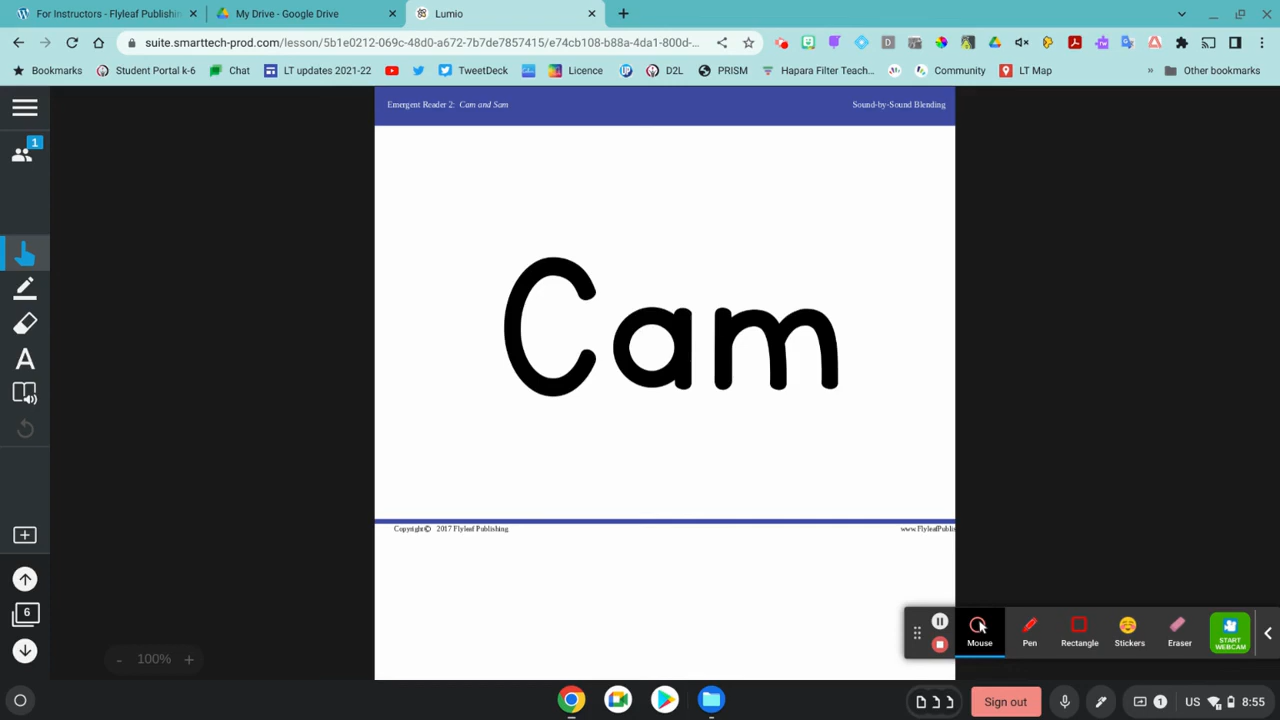 For Instructors - Flyleaf Publishin
My Drive - Google Drive
Lumio
suite.smarttech-prod.com/lesson/5b1e0212-069c-48d0-a672-7b7de7857415/e74cb108-b88a-4da1-800d-...
Bookmarks
Student Portal k-6
Chat
LT updates 2021-22
TweetDeck
Licence
D2L
PRISM
Hapara Filter Teach...
Community
LT Map
»
Other bookmarks
Emergent Reader 2: Cam and Sam
Sound-by-Sound Blending
1
Cam
A
Copyright© 2017 Flyleaf Publishing
www.FlyleafPublis
6
- 100% +
Mouse
Pen
Rectangle
Stickers
Eraser
START
WEBCAM
Sign out
1
US
8:55